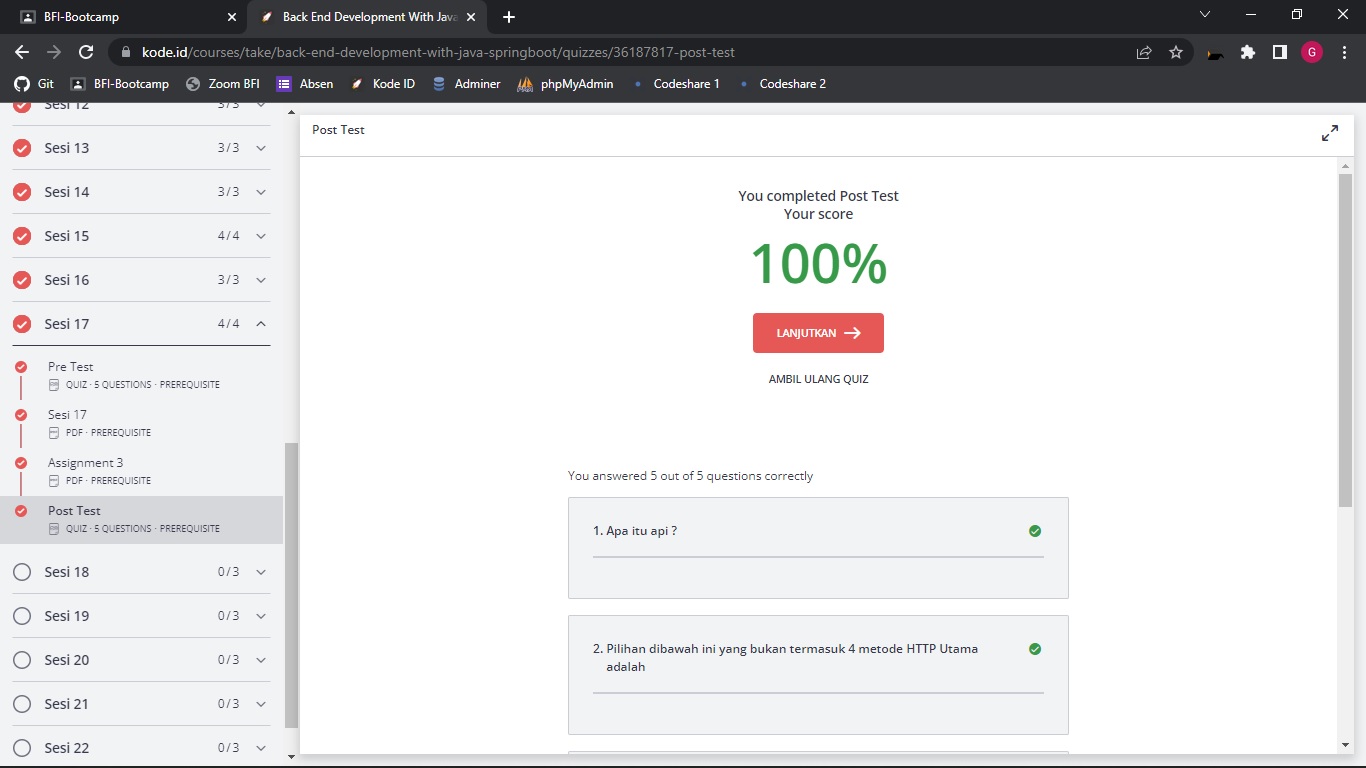 BFI-Bootcamp
Back End Development With Java
kode.id/courses/take/back-end-development-with-java-springboot/quizzes/36187817-post-test
G
Git
BFI-Bootcamp
Zoom BFI
Absen
Kode ID
Adminer
phpMyAdmin
Codeshare 1
Codeshare 2
Sesi 12 3/3
Sesi 13 3/3
Sesi 14 3/3
Sesi 15 4/4
Sesi 16 3/3
Sesi 17 4/4
Pre Test
QUIZ · 5 QUESTIONS · PREREQUISITE
Sesi 17
PDF · PREREQUISITE
Assignment 3
PDF · PREREQUISITE
Post Test
QUIZ · 5 QUESTIONS · PREREQUISITE
Sesi 18 0/3
Sesi 19 0/3
Sesi 20 0/3
Sesi 21 0/3
Sesi 22 0/3
Post Test
You completed Post Test
Your score
100%
LANJUTKAN
AMBIL ULANG QUIZ
You answered 5 out of 5 questions correctly
1. Apa itu api ?
2. Pilihan dibawah ini yang bukan termasuk 4 metode HTTP Utama
adalah